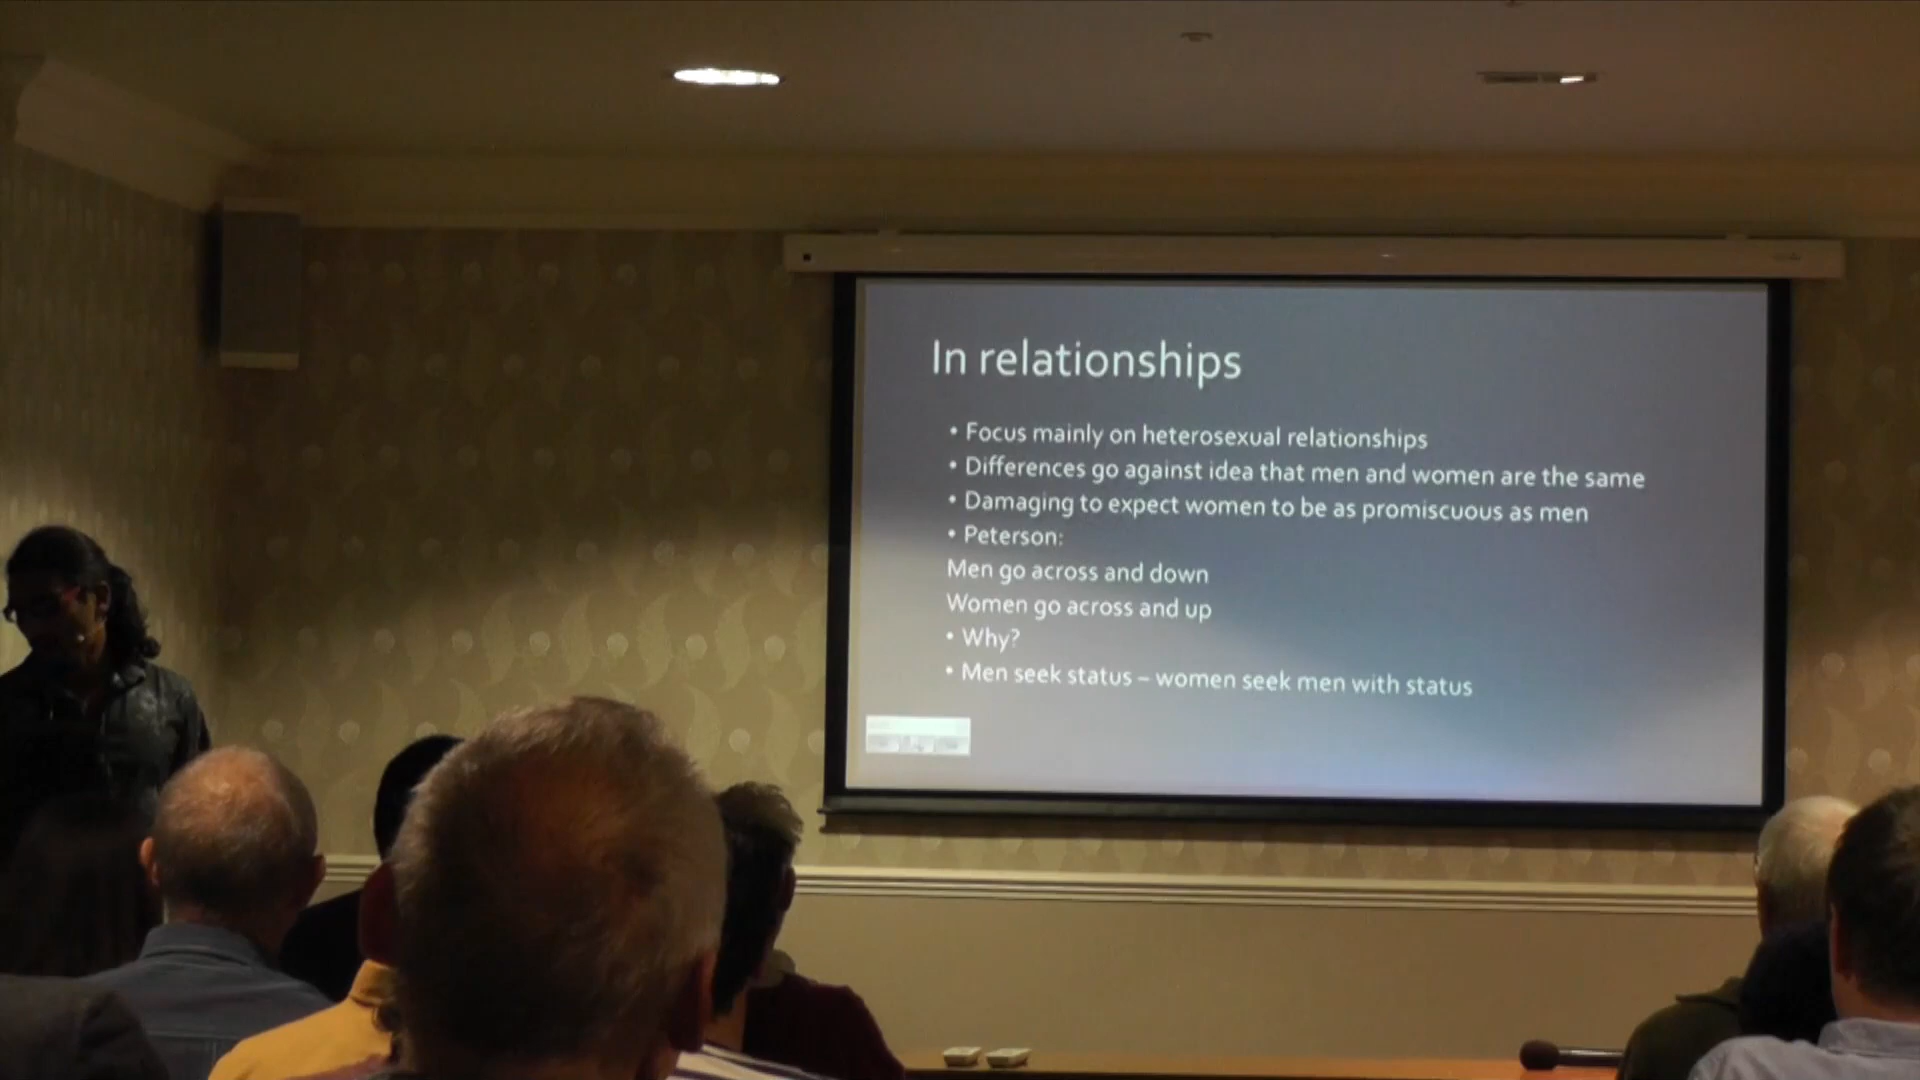 In relationships
• Focus mainly on heterosexual relationships
• Differences go against idea that men and women are the same
• Damaging to expect women to be as promiscuous as men
• Peterson:
Men go across and down
Women go across and up
• Why?
• Men seek status – women seek men with status